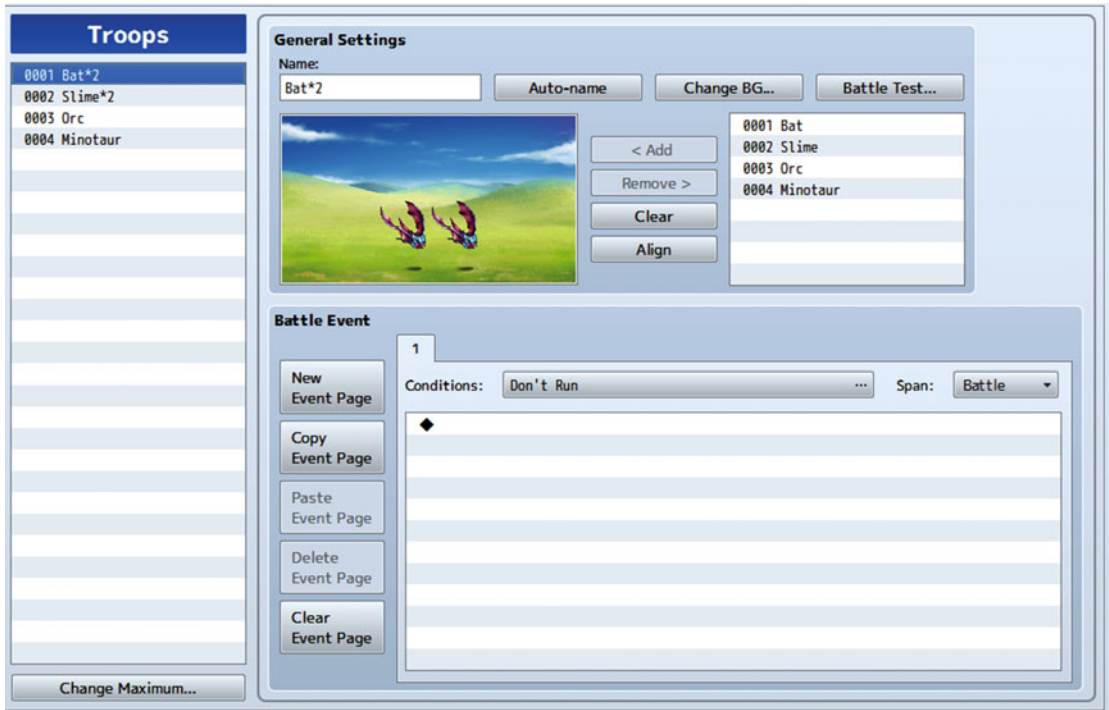 Troops
0001 Bat*2
0002 Slime*2
0003 Orc
0004 Minotaur
Change Maximum...
General Settings
Name:
Bat*2
Auto-name
Change BG...
Battle Test...
< Add
Remove >
Clear
Align
0001 Bat
0002 Slime
0003 Orc
0004 Minotaur
Battle Event
New
Event Page
Copy
Event Page
Paste
Event Page
Delete
Event Page
Clear
Event Page
1
Conditions:
Don't Run
...
Span:
Battle